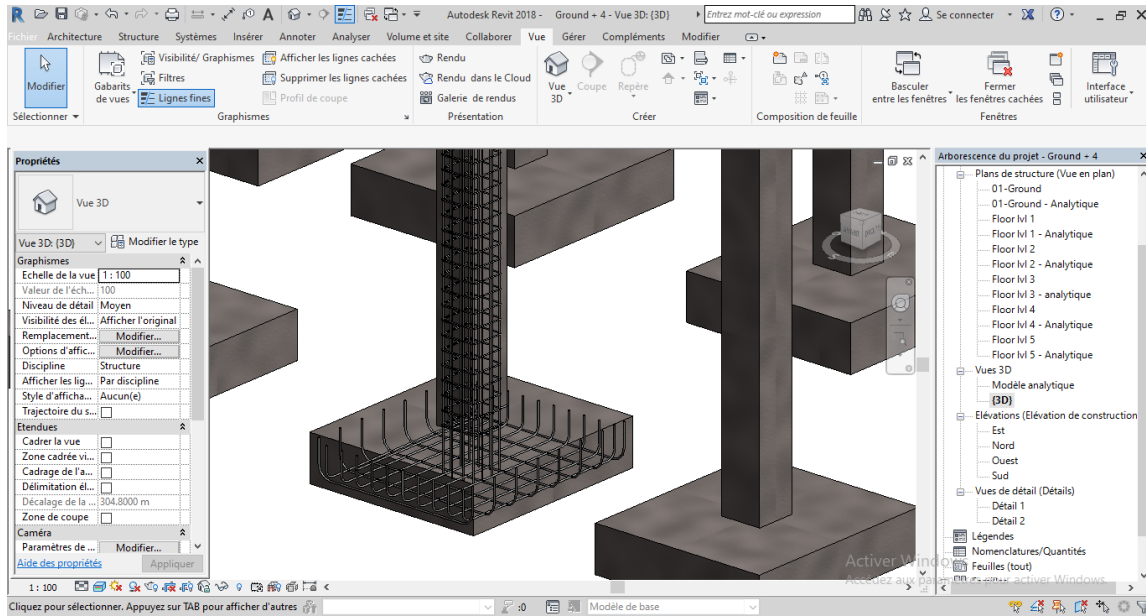 Autodesk Revit 2018 - Ground + 4 - Vue 3D: {3D}
Entrez mot-clé ou expression
Se connecter
Fichier Architecture Structure Systèmes Insérer Annoter Analyser Volume et site Collaborer Vue Gérer Compléments Modifier
Modifier
Sélectionner
Gabarits de vues
Visibilité/ Graphismes
Filtres
Lignes fines
Afficher les lignes cachées
Supprimer les lignes cachées
Profil de coupe
Graphismes
Rendu
Rendu dans le Cloud
Galerie de rendus
Présentation
Vue 3D
Coupe
Repère
Créer
Composition de feuille
Basculer entre les fenêtres
Fermer les fenêtres cachées
Fenêtres
Interface utilisateur
Propriétés
Vue 3D
Vue 3D: {3D}
Modifier le type
Graphismes
Echelle de la vue 1 : 100
Valeur de l'éch... 100
Niveau de détail Moyen
Visibilité des él... Afficher l'original
Remplacement... Modifier...
Options d'affic... Modifier...
Discipline Structure
Afficher les lig... Par discipline
Style d'afficha... Aucun(e)
Trajectoire du s...
Etendues
Cadrer la vue
Zone cadrée vi...
Cadrage de l'a...
Délimitation él...
Décalage de la ... 304.8000 m
Zone de coupe
Caméra
Paramètres de ... Modifier...
Aide des propriétés
Appliquer
Arborescence du projet - Ground + 4
Plans de structure (Vue en plan)
01-Ground
01-Ground - Analytique
Floor lvl 1
Floor lvl 1 - Analytique
Floor lvl 2
Floor lvl 2 - Analytique
Floor lvl 3
Floor lvl 3 - analytique
Floor lvl 4
Floor lvl 4 - Analytique
Floor lvl 5
Floor lvl 5 - Analytique
Vues 3D
Modèle analytique
{3D}
Elévations (Elévation de construction
Est
Nord
Ouest
Sud
Vues de détail (Détails)
Détail 1
Détail 2
Légendes
Nomenclatures/Quantités
Feuilles (tout)
Activer Windows
1 : 100
Cliquez pour sélectionner. Appuyez sur TAB pour afficher d'autres
:0
Modèle de base